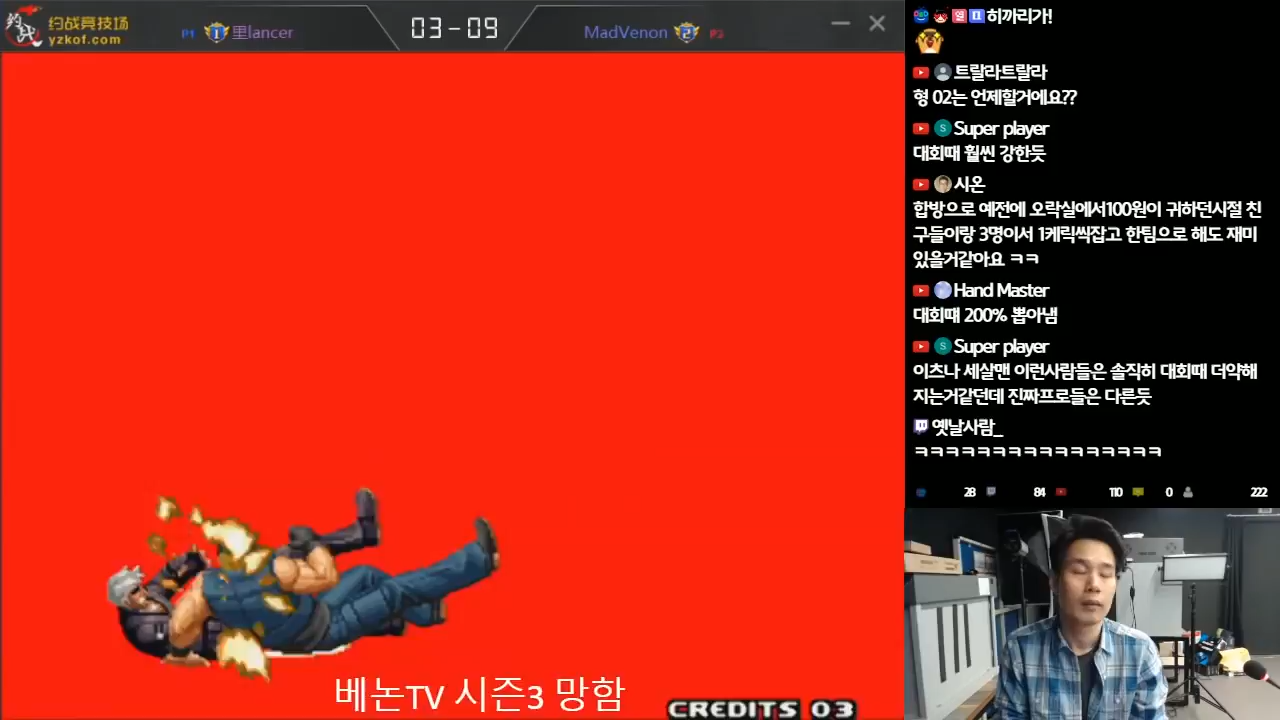 约战
约战竞技场
yzkof.com
P1
1
里lancer
03-09
MadVenon
2
P2
베논TV 시즌3 망함
CREDITS 03
열
히까리가!
트랄라트랄라
형 02는 언제할거에요??
S
Super player
대회때 훨씬 강한듯
시온
합방으로 예전에 오락실에서100원이 귀하던시절 친
구들이랑 3명이서 1케릭씩잡고 한팀으로 해도 재미
있을거같아요 ㅋㅋ
Hand Master
대회떄 200% 뽑아냄
S
Super player
이츠나 세살맨 이런사람들은 솔직히 대회때 더약해
지는거같던데 진짜프로들은 다른듯
옛날사람_
ㅋㅋㅋㅋㅋㅋㅋㅋㅋㅋㅋㅋㅋㅋㅋㅋ
28
84
110
0
222